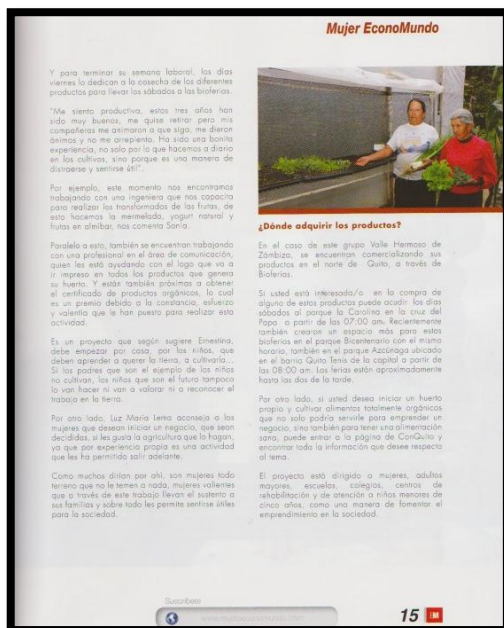 Mujer EconoMundo
Y para terminar su semana laboral, los días
viernes lo dedican a la cosecha de los diferentes
productos para llevar los sábados a las bioferias.
"Me siento productiva, estos tres años han
sido muy buenos, me quise retirar pero mis
compañeras me animaron a que siga, me dieron
ánimos y no me arrepiento. Ha sido una bonita
experiencia, no solo por lo que hacemos a diario
en los cultivos, sino porque es una manera de
distraerse y sentirse útil".
Por ejemplo, este momento nos encontramos
trabajando con una ingeniera que nos capacita
para realizar los transformados de las frutas, de
esto hacemos la mermelada, yogurt natural y
frutas en almíbar, nos comenta Sonia.
Paralelo a esto, también se encuentran trabajando
con una profesional en el área de comunicación,
quien les está ayudando con el logo que va a
ir impreso en todos los productos que genera
su huerto. Y están también próximas a obtener
el certificado de productos orgánicos, lo cual
es un premio debido a la constancia, esfuerzo
y valentía que le han puesto para realizar esta
actividad.
Es un proyecto que según sugiere Ernestina,
debe empezar por casa, por los niños, que
deben aprender a querer la tierra, a cultivarla...
Si los padres que son el ejemplo de los niños
no cultivan, los niños que son el futuro tampoco
lo van hacer ni van a valorar ni a reconocer el
trabajo en la tierra.
Por otro lado, Luz María Lema aconseja a las
mujeres que desean iniciar un negocio, que sean
decididas, si les gusta la agricultura que lo hagan,
ya que por experiencia propia es una actividad
que les ha permitido salir adelante.
Como muchos dirían por ahí, son mujeres todo
terreno que no le temen a nada, mujeres valientes
que a través de este trabajo llevan el sustento a
sus familias y sobre todo les permite sentirse útiles
para la sociedad.
¿Dónde adquirir los productos?
En el caso de este grupo Valle Hermoso de
Zámbiza, se encuentran comercializando sus
productos en el norte de Quito, a través de
Bioferias.
Si usted está interesada/o en la compra de
alguno de estos productos puede acudir los días
sábados al parque la Carolina en la cruz del
Papa a partir de las 07:00 am. Recientemente
también crearon un espacio más para estas
bioferias en el parque Bicentenario con el mismo
horario, también en el parque Azcúnaga ubicado
en el barrio Quito Tenis de la capital a partir de
las 08:00 am. Las ferias están aproximadamente
hasta las dos de la tarde.
Por otro lado, si usted desea iniciar un huerto
propio y cultivar alimentos totalmente orgánicos
que no solo podría servirle para emprender un
negocio, sino también para tener una alimentación
sana, puede entrar a la página de ConQuito y
encontrar toda la información que desee respecto
al tema.
El proyecto está dirigido a mujeres, adultos
mayores, escuelas, colegios, centros de
rehabilitación y de atención a niños menores de
cinco años, como una manera de fomentar el
emprendimiento en la sociedad.
Suscríbete
www.mujereconomundo.com
15 EM